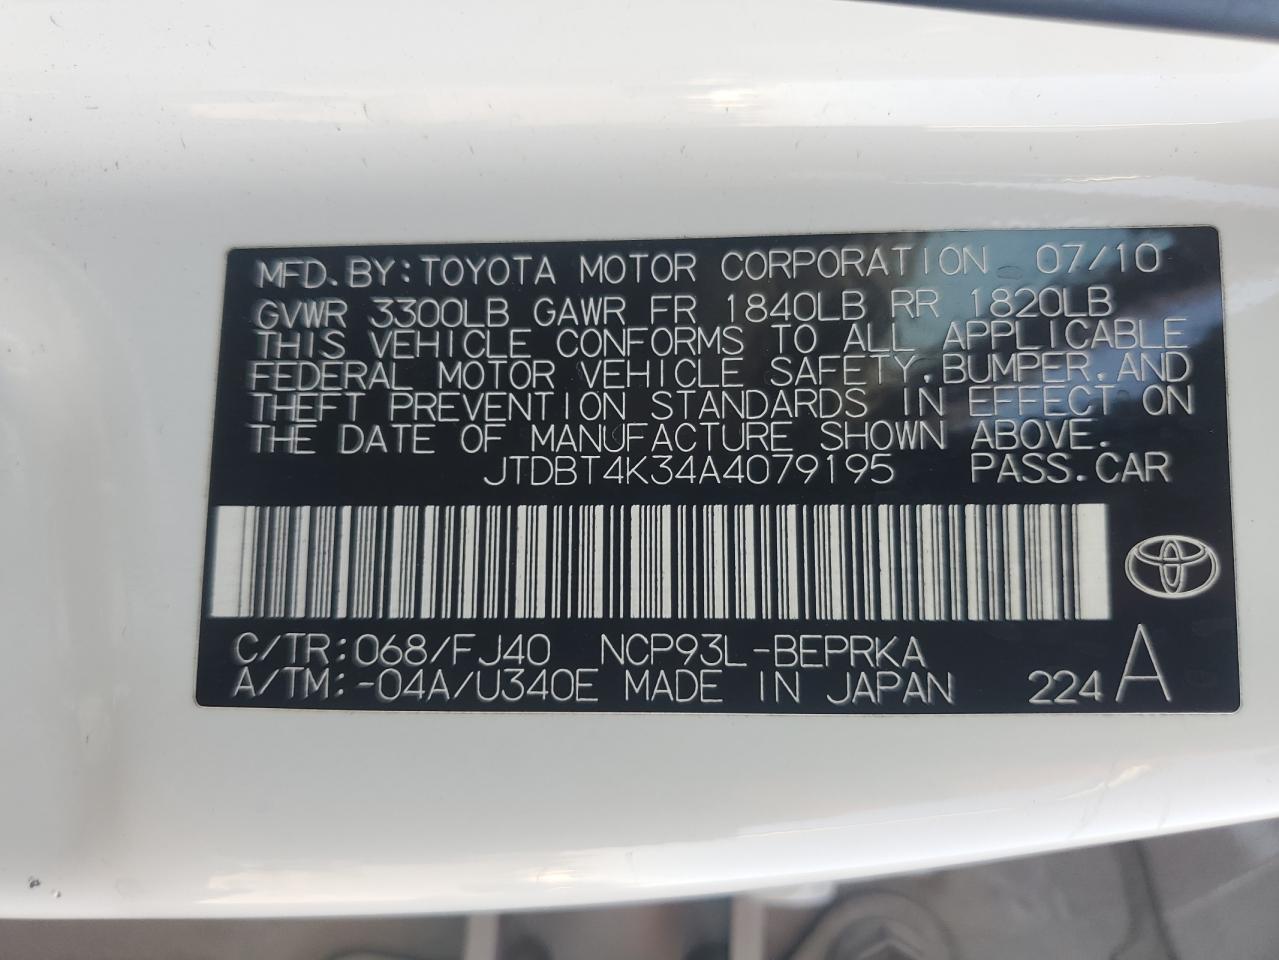 MFD.BY:TOYOTA MOTOR CORPORATION 07/10
GVWR 3300LB GAWR FR 1840LB RR 1820LB
THIS VEHICLE CONFORMS TO ALL APPLICABLE
FEDERAL MOTOR VEHICLE SAFETY,BUMPER,AND
THEFT PREVENTION STANDARDS IN EFFECT ON
THE DATE OF MANUFACTURE SHOWN ABOVE.
JTDBT4K34A4079195 PASS.CAR
C/TR:068/FJ40 NCP93L-BEPRKA
A/TM:-04A/U340E MADE IN JAPAN 224 A